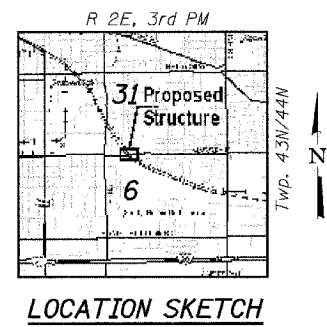 R 2E, 3rd PM
31 Proposed
Structure
6
Twp. 43N/44N
N
LOCATION SKETCH